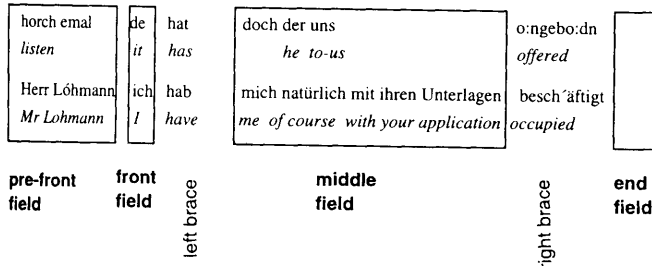 horch emal de hat doch der uns o:ngebo:dn
listen it has he to-us offered
Herr Lóhmann ich hab mich natürlich mit ihren Unterlagen besch´äftigt
Mr Lohmann I have me of course with your application occupied
pre-front field
front field
left brace
middle field
right brace
end field